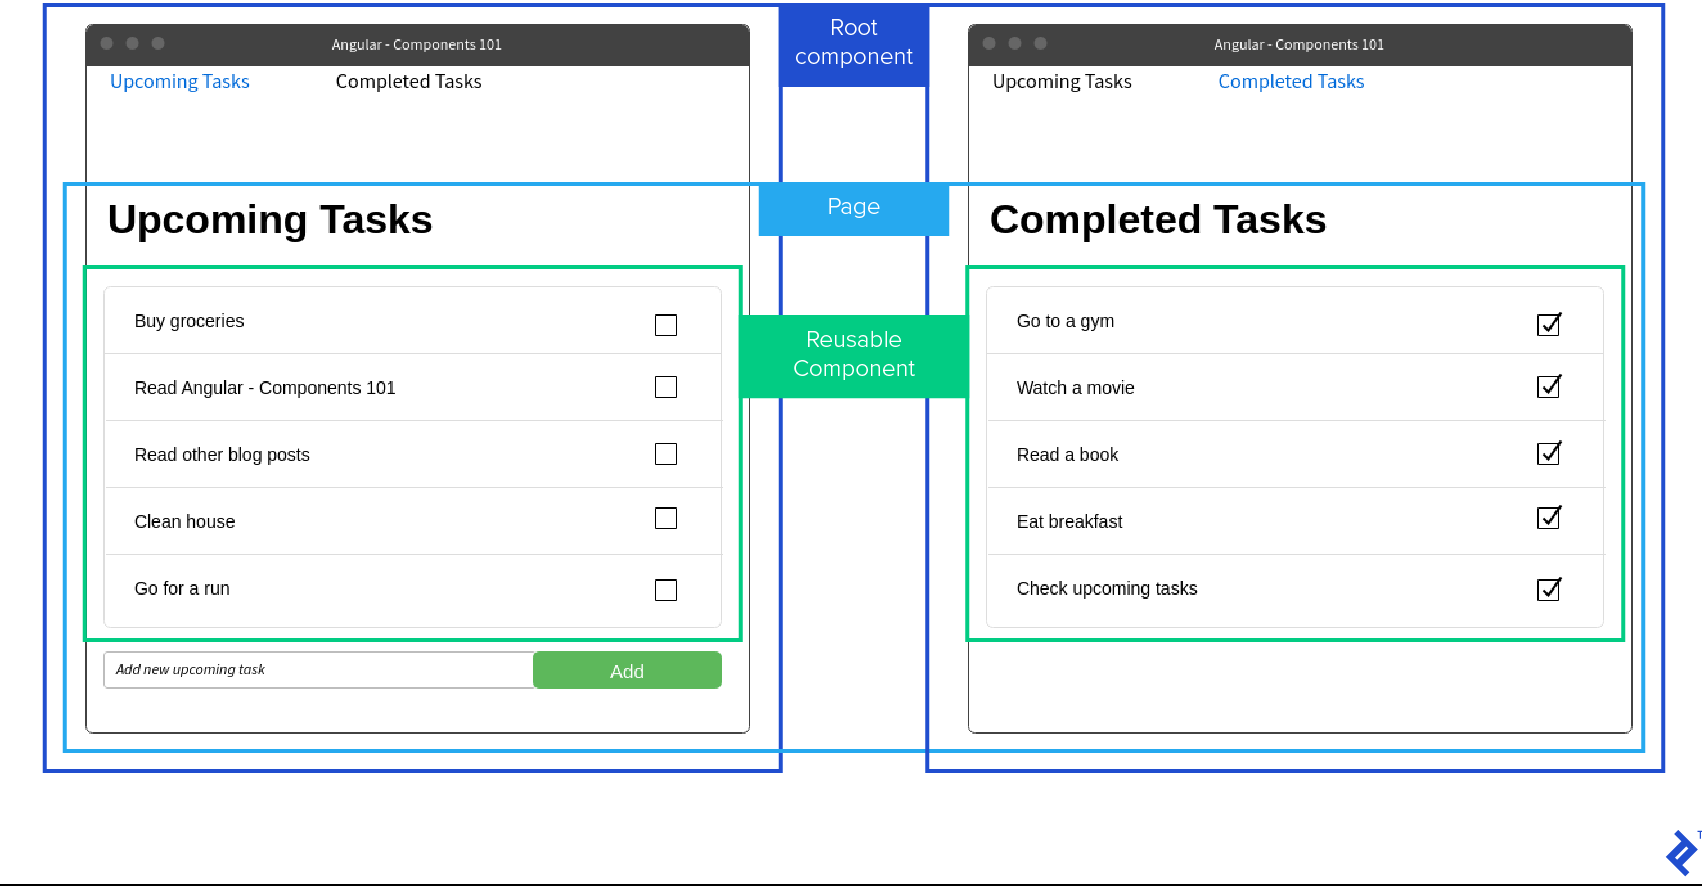 Root
component
Angular - Components 101
Upcoming Tasks
Completed Tasks
Angular - Components 101
Upcoming Tasks
Completed Tasks
Page
Upcoming Tasks
Completed Tasks
Reusable
Component
Buy groceries
Read Angular - Components 101
Read other blog posts
Clean house
Go for a run
Add new upcoming task
Add
Go to a gym
Watch a movie
Read a book
Eat breakfast
Check upcoming tasks